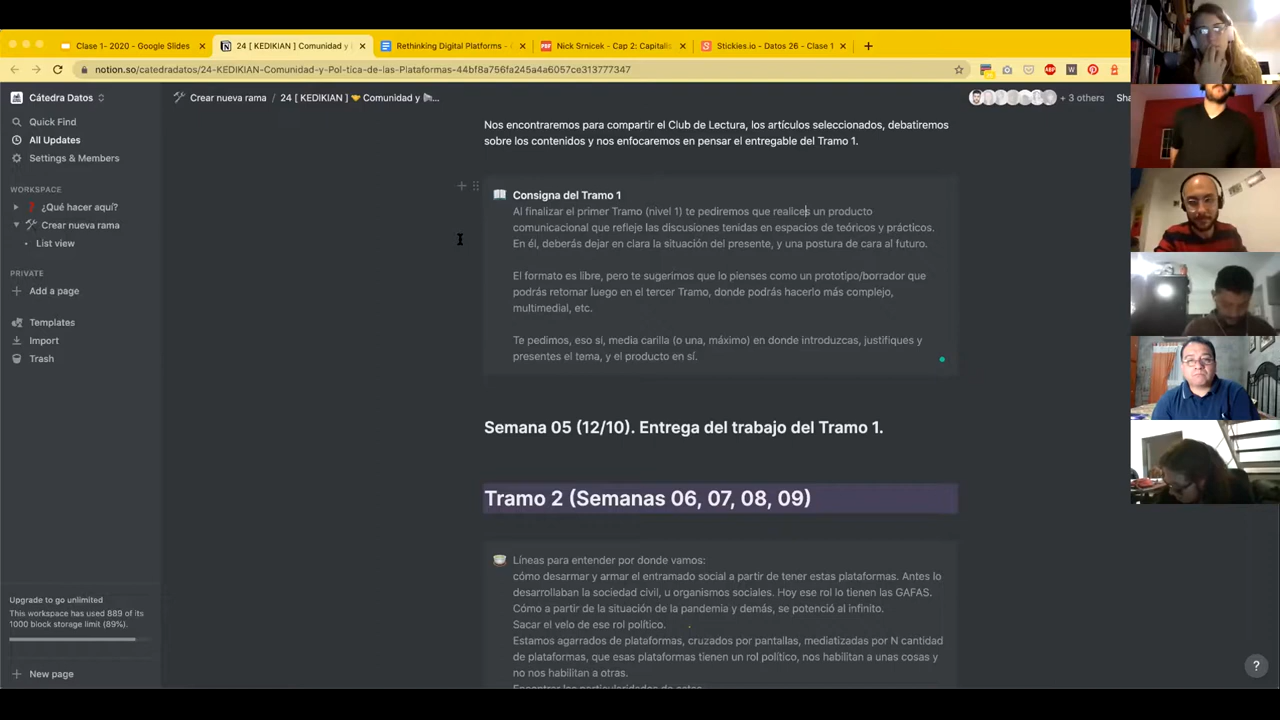 Clase 1- 2020 - Google Slides
24 [ KEDIKIAN ] Comunidad y
Rethinking Digital Platforms -
Nick Srnicek - Cap 2: Capitalis
Stickies.io - Datos 26 - Clase 1
notion.so/catedradatos/24-KEDIKIAN-Comunidad-y-Pol-tica-de-las-Plataformas-44bf8a756fa245a4a6057ce313777347
ABP
W
Cátedra Datos
Crear nueva rama / 24 [ KEDIKIAN ] Comunidad y ...
+ 3 others
Sha
Quick Find
All Updates
Settings & Members
WORKSPACE
¿Qué hacer aquí?
Crear nueva rama
List view
PRIVATE
Add a page
Templates
Import
Trash
Upgrade to go unlimited
This workspace has used 889 of its
1000 block storage limit (89%).
New page
Nos encontraremos para compartir el Club de Lectura, los artículos seleccionados, debatiremos
sobre los contenidos y nos enfocaremos en pensar el entregable del Tramo 1.
Consigna del Tramo 1
Al finalizar el primer Tramo (nivel 1) te pediremos que realices un producto
comunicacional que refleje las discusiones tenidas en espacios de teóricos y prácticos.
En él, deberás dejar en clara la situación del presente, y una postura de cara al futuro.
El formato es libre, pero te sugerimos que lo pienses como un prototipo/borrador que
podrás retomar luego en el tercer Tramo, donde podrás hacerlo más complejo,
multimedial, etc.
Te pedimos, eso sí, media carilla (o una, máximo) en donde introduzcas, justifiques y
presentes el tema, y el producto en sí.
Semana 05 (12/10). Entrega del trabajo del Tramo 1.
Tramo 2 (Semanas 06, 07, 08, 09)
Líneas para entender por donde vamos:
cómo desarmar y armar el entramado social a partir de tener estas plataformas. Antes lo
desarrollaban la sociedad civil, u organismos sociales. Hoy ese rol lo tienen las GAFAS.
Cómo a partir de la situación de la pandemia y demás, se potenció al infinito.
Sacar el velo de ese rol político.
Estamos agarrados de plataformas, cruzados por pantallas, mediatizadas por N cantidad
de plataformas, que esas plataformas tienen un rol político, nos habilitan a unas cosas y
no nos habilitan a otras.
Encontrar las particularidades de estas
?